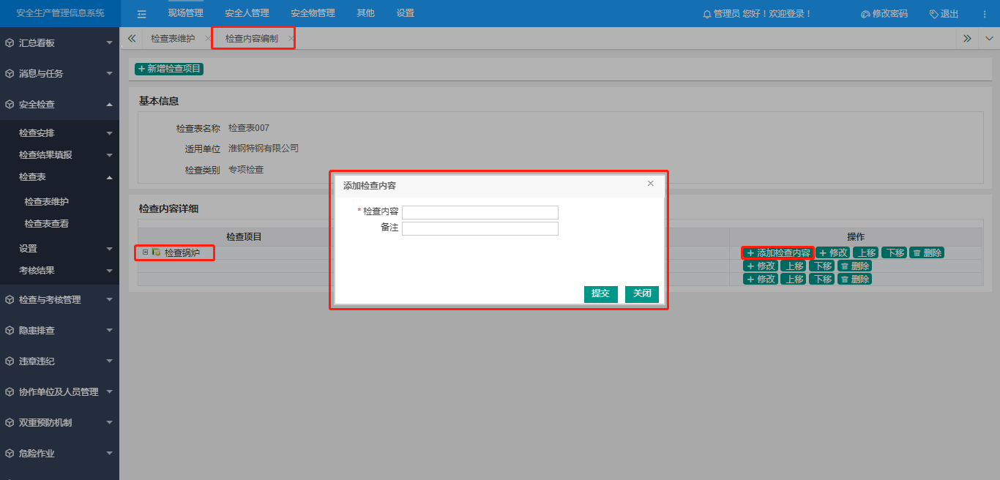 安全生产管理信息系统 现场管理 安全人管理 安全物管理 其他 设置 管理员 您好！欢迎登录！ 修改密码 退出
检查表维护 检查内容编制
汇总看板
消息与任务
安全检查
检查安排
检查结果填报
检查表
检查表维护
检查表查看
设置
考核结果
检查与考核管理
隐患排查
违章违纪
协作单位及人员管理
双重预防机制
危险作业
+ 新增检查项目
基本信息
检查表名称 检查表007
适用单位 淮钢特钢有限公司
检查类别 专项检查
检查内容详细
检查项目 操作
检查锅炉 + 添加检查内容 + 修改 上移 下移 删除
+ 修改 上移 下移 删除
+ 修改 上移 下移 删除
添加检查内容 ×
* 检查内容
备注
提交 关闭